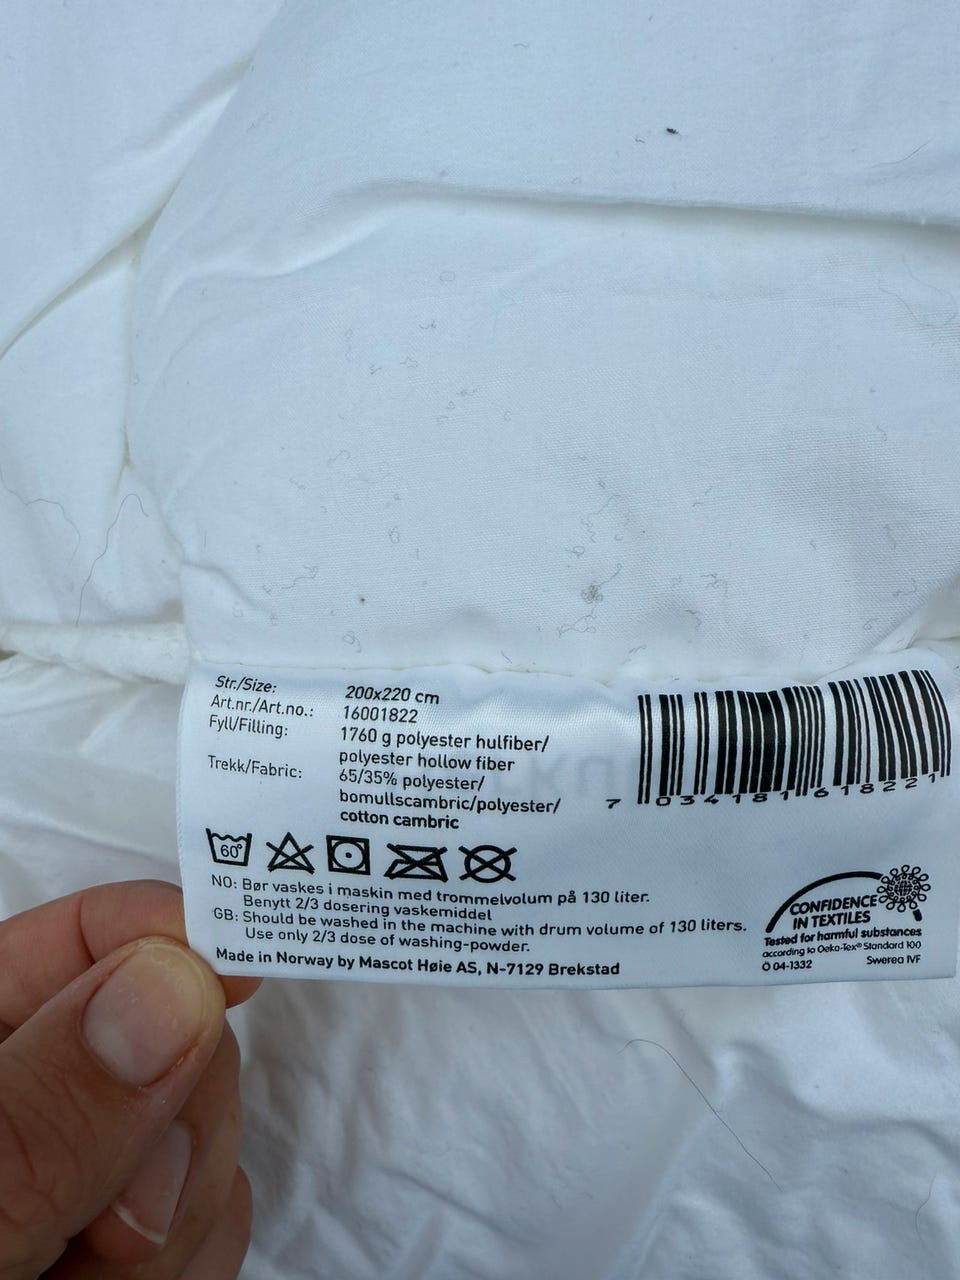 Str./Size: 200x220 cm
Art.nr./Art.no.: 16001822
Fyll/Filling: 1760 g polyester hulfiber/
polyester hollow fiber
Trekk/Fabric: 65/35% polyester/
bomullscambric/polyester/
cotton cambric
7 034181 618221
60°
NO: Bør vaskes i maskin med trommelvolum på 130 liter.
Benytt 2/3 dosering vaskemiddel
GB: Should be washed in the machine with drum volume of 130 liters.
Use only 2/3 dose of washing-powder.
Made in Norway by Mascot Høie AS, N-7129 Brekstad
CONFIDENCE
IN TEXTILES
Tested for harmful substances
according to Oeko-Tex® Standard 100
Ö 04-1332 Swerea IVF